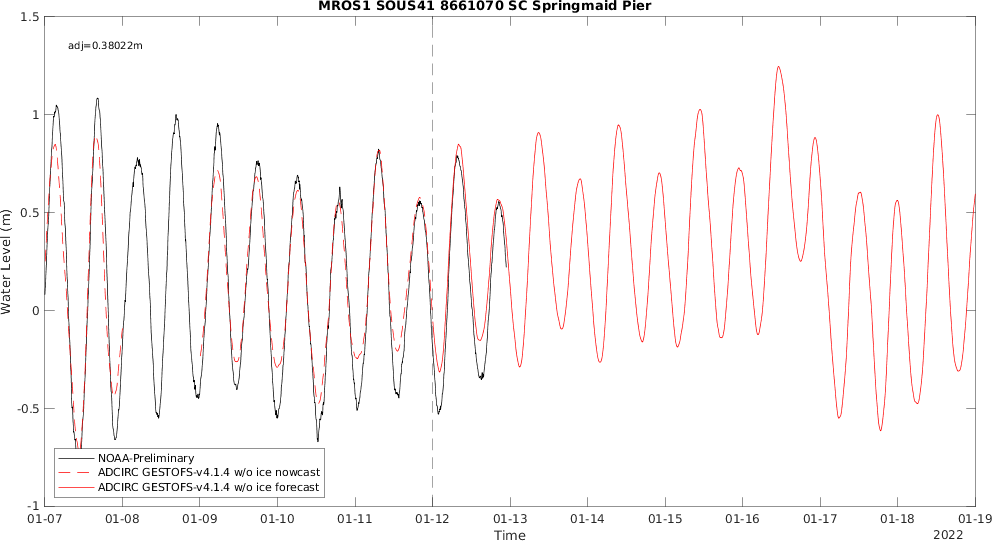 MROS1 SOUS41 8661070 SC Springmaid Pier
1.5
adj=0.38022m
1
0.5
0
-0.5
-1
Water Level (m)
NOAA-Preliminary
ADCIRC GESTOFS-v4.1.4 w/o ice nowcast
ADCIRC GESTOFS-v4.1.4 w/o ice forecast
01-07 01-08 01-09 01-10 01-11 01-12 01-13 01-14 01-15 01-16 01-17 01-18 01-19
Time
2022